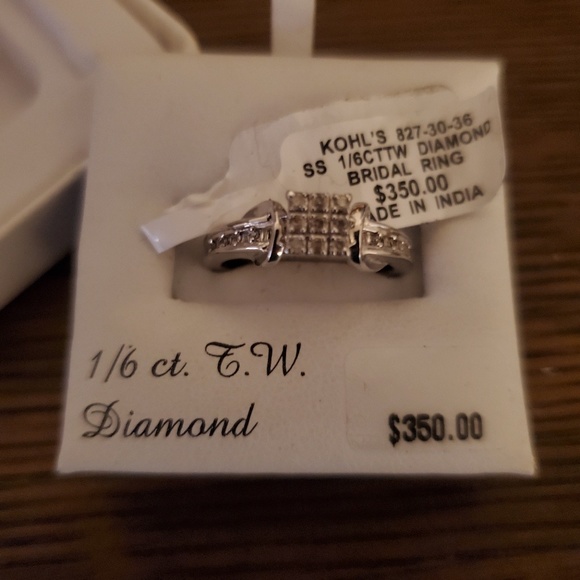 KOHL'S 827-30-36
SS 1/6CTTW DIAMOND
BRIDAL RING
$350.00
ADE IN INDIA
1/6 ct. T.W.
Diamond
$350.00